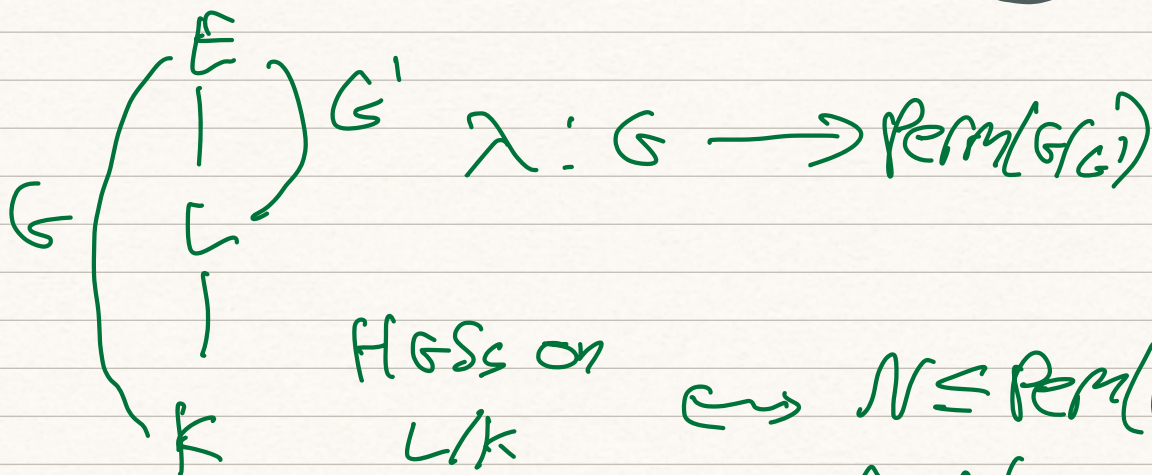 E
G'
λ: G → Perm(G/G')
G
L
HGSs on
L/K
↔ N ≤ Perm(
K